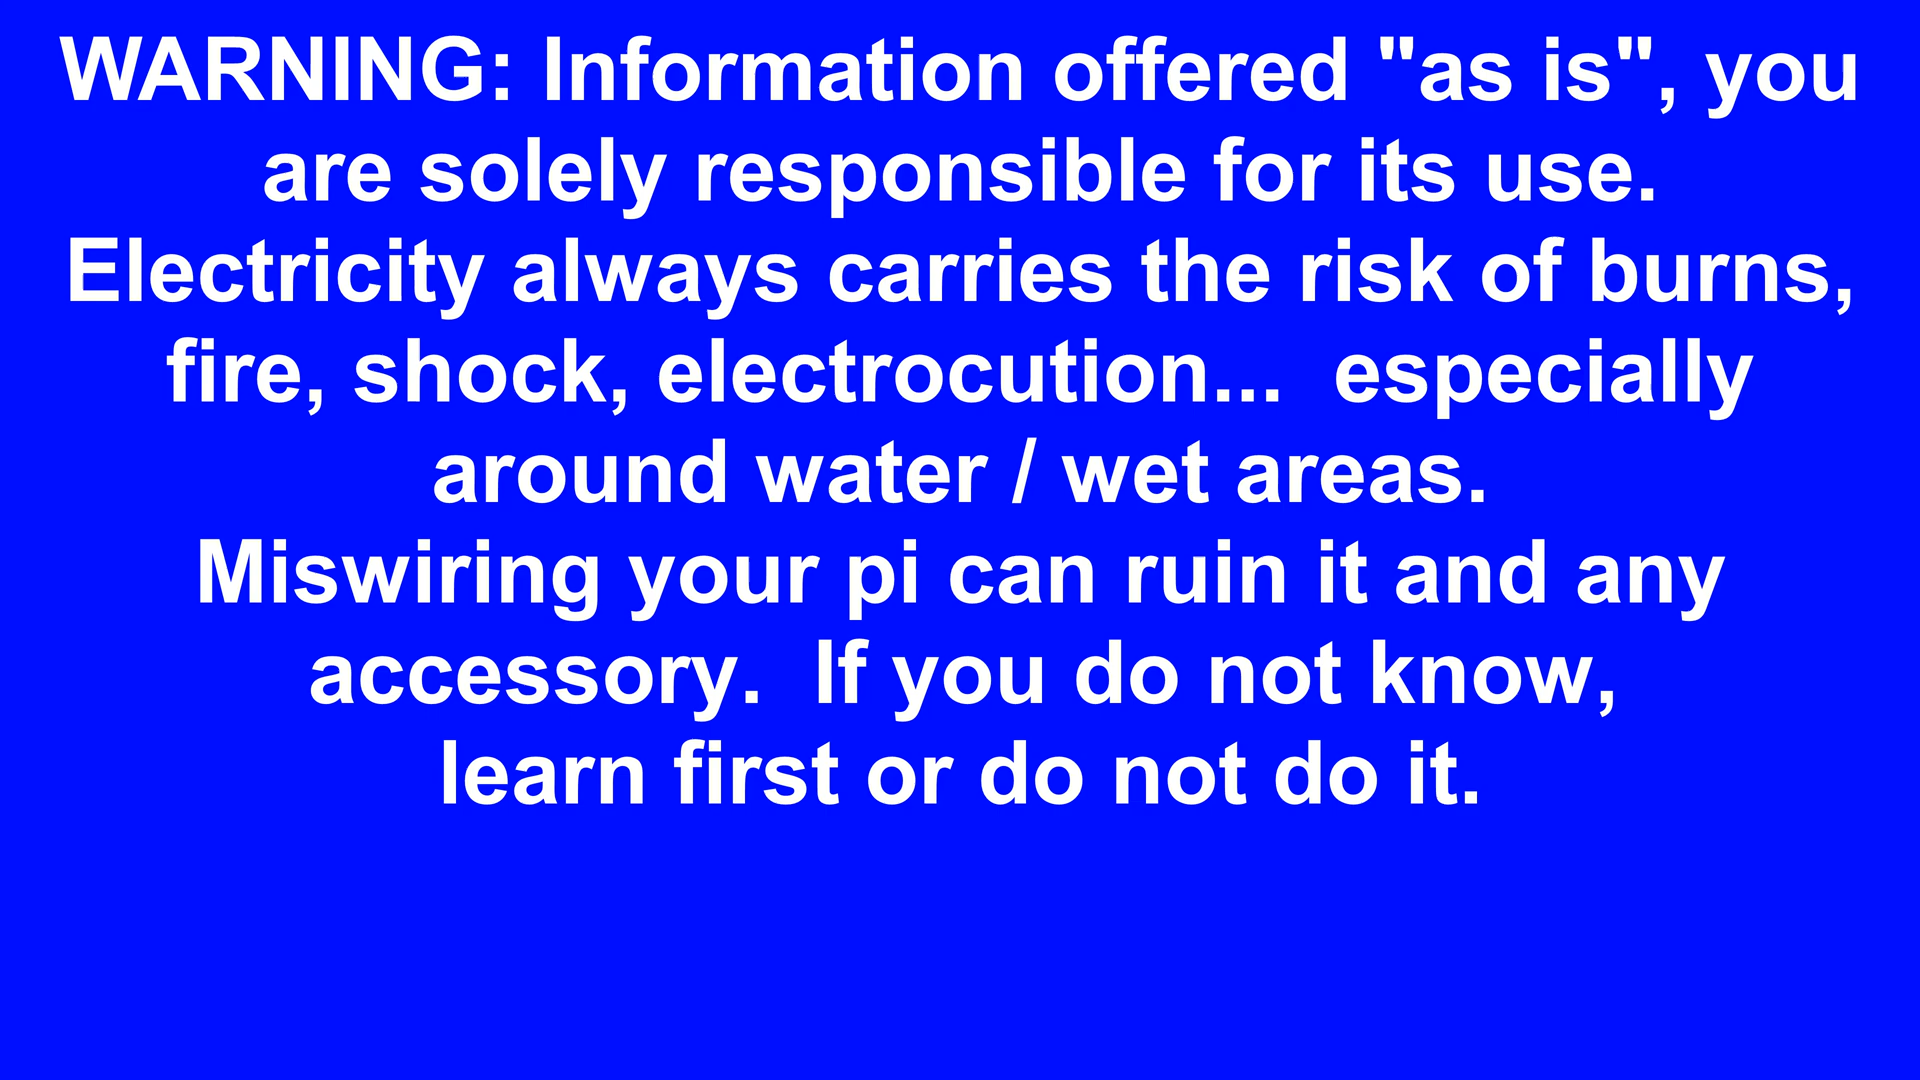 WARNING: Information offered "as is", you
are solely responsible for its use.
Electricity always carries the risk of burns,
fire, shock, electrocution...  especially
around water / wet areas.
Miswiring your pi can ruin it and any
accessory.  If you do not know,
learn first or do not do it.